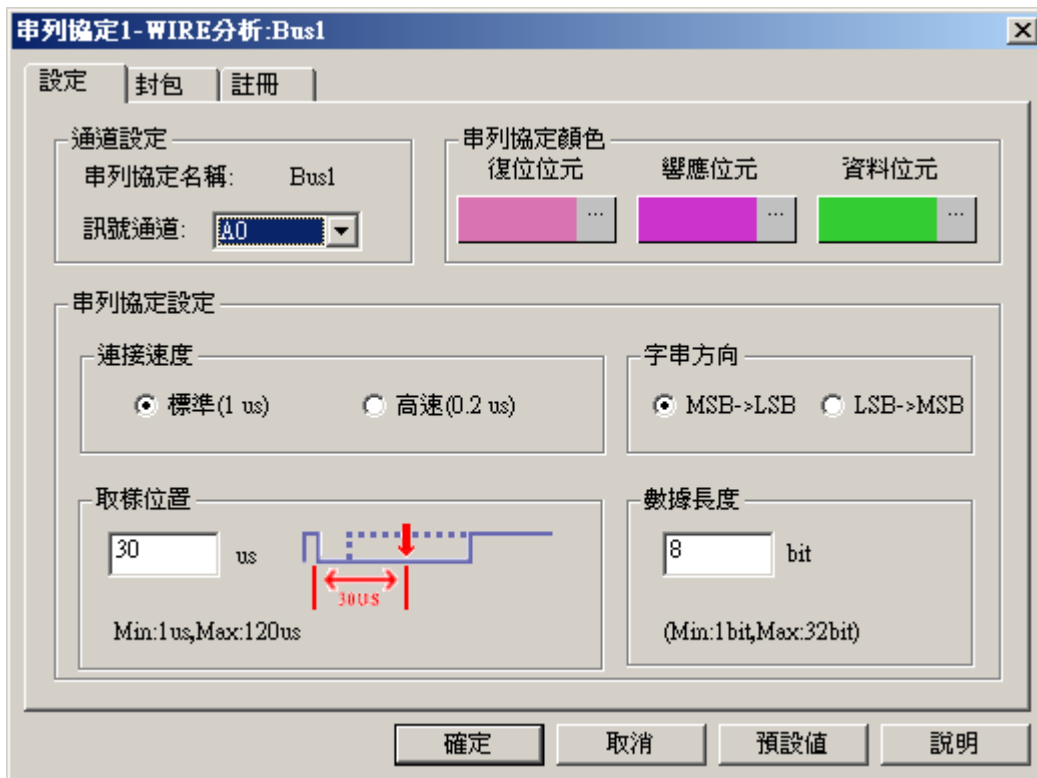 串列協定1-WIRE分析:Bus1
設定 封包 註冊
通道設定
串列協定名稱: Bus1
訊號通道: A0
串列協定顏色
復位位元 響應位元 資料位元
... ... ...
串列協定設定
連接速度
標準(1 us) 高速(0.2 us)
字串方向
MSB->LSB LSB->MSB
取樣位置
30 us
30US
Min:1us,Max:120us
數據長度
8 bit
(Min:1bit,Max:32bit)
確定 取消 預設值 說明